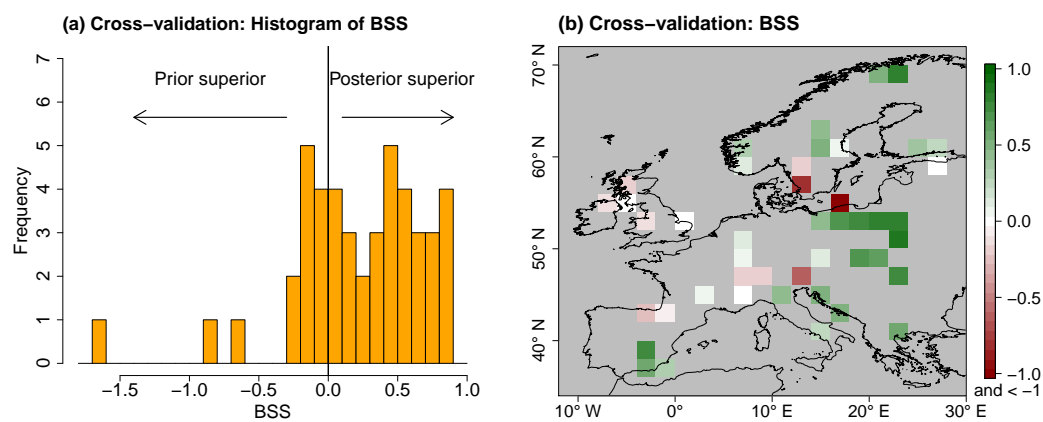 (a) Cross−validation: Histogram of BSS
Prior superior
Posterior superior
Frequency
0
1
2
3
4
5
6
7
−1.5
−1.0
−0.5
0.0
0.5
1.0
BSS
(b) Cross−validation: BSS
70° N
60° N
50° N
40° N
10° W
0°
10° E
20° E
30° E
1.0
0.5
0.0
−0.5
−1.0
and < −1